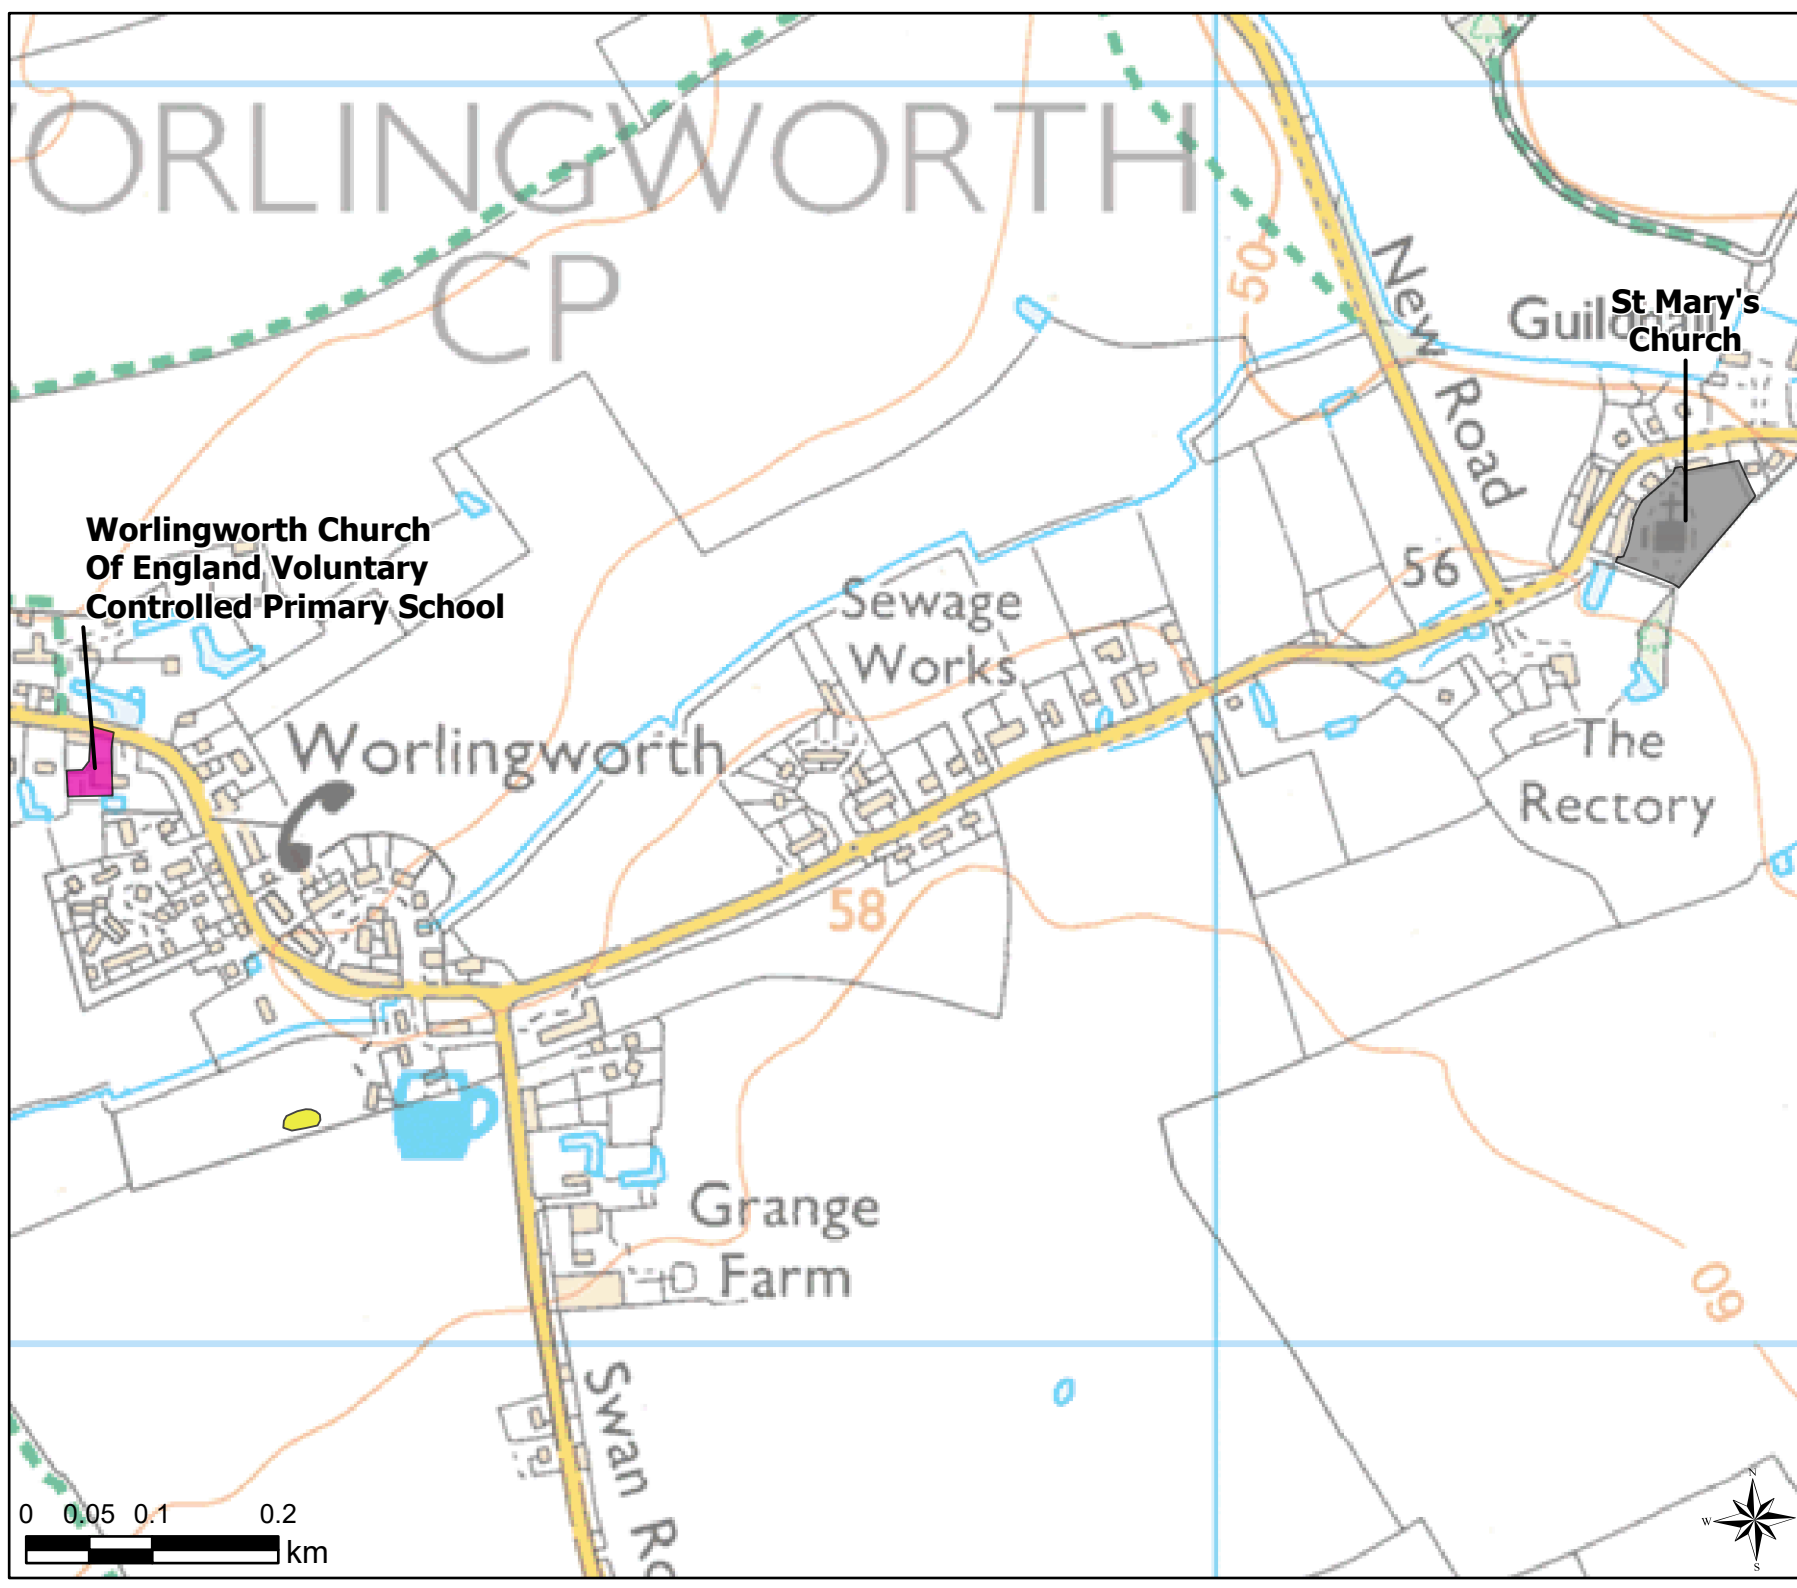 ORLINGWORTH
CP
50
New
Road
Guildhall
St Mary's
Church
Worlingworth Church
Of England Voluntary
Controlled Primary School
56
Sewage
Works
Worlingworth
The
Rectory
58
Grange
Farm
60
Swan
0 0.05 0.1 0.2
km
N
W
S